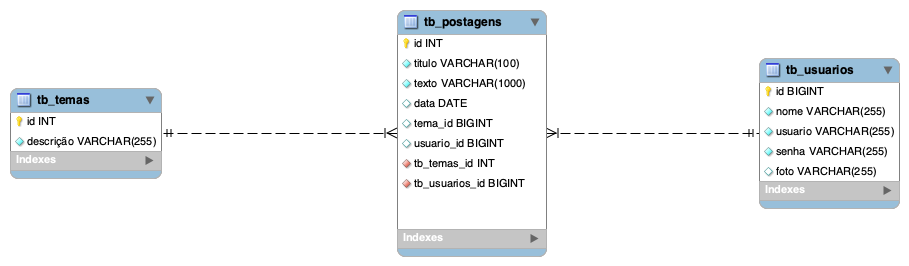 tb_temas
id INT
descrição VARCHAR(255)
Indexes
tb_postagens
id INT
titulo VARCHAR(100)
texto VARCHAR(1000)
data DATE
tema_id BIGINT
usuario_id BIGINT
tb_temas_id INT
tb_usuarios_id BIGINT
Indexes
tb_usuarios
id BIGINT
nome VARCHAR(255)
usuario VARCHAR(255)
senha VARCHAR(255)
foto VARCHAR(255)
Indexes